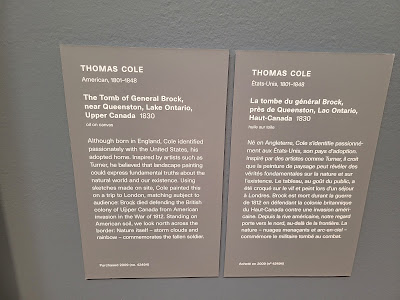 THOMAS COLE
American, 1801–1848
The Tomb of General Brock,
near Queenston, Lake Ontario,
Upper Canada 1830
oil on canvas
Although born in England, Cole identified
passionately with the United States, his
adopted home. Inspired by artists such as
Turner, he believed that landscape painting
could express fundamental truths about the
natural world and our existence. Using
sketches made on site, Cole painted this
on a trip to London, matching subject to
audience: Brock died defending the British
colony of Upper Canada from American
invasion in the War of 1812. Standing on
American soil, we look north across the
border. Nature itself – storm clouds and
rainbow – commemorates the fallen soldier.
Purchased 2009 (no. 42494)
THOMAS COLE
États-Unis, 1801–1848
La tombe du général Brock,
près de Queenston, Lac Ontario,
Haut-Canada 1830
huile sur toile
Né en Angleterre, Cole s'identifie passionné-
ment aux États-Unis, son pays d'adoption.
Inspiré par des artistes comme Turner, il croit
que la peinture de paysage peut révéler des
vérités fondamentales sur la nature et sur
l'existence. Le tableau, au goût du public, a
été croqué sur le vif et peint lors d'un séjour
à Londres. Brock est mort durant la guerre
de 1812 en défendant la colonie britannique
du Haut-Canada contre une invasion améri-
caine. Depuis la rive américaine, notre regard
porte vers le nord, au-delà de la frontière. La
nature – nuages menaçants et arc-en-ciel –
commémore le militaire tombé au combat.
Acheté en 2009 (nº 42494)